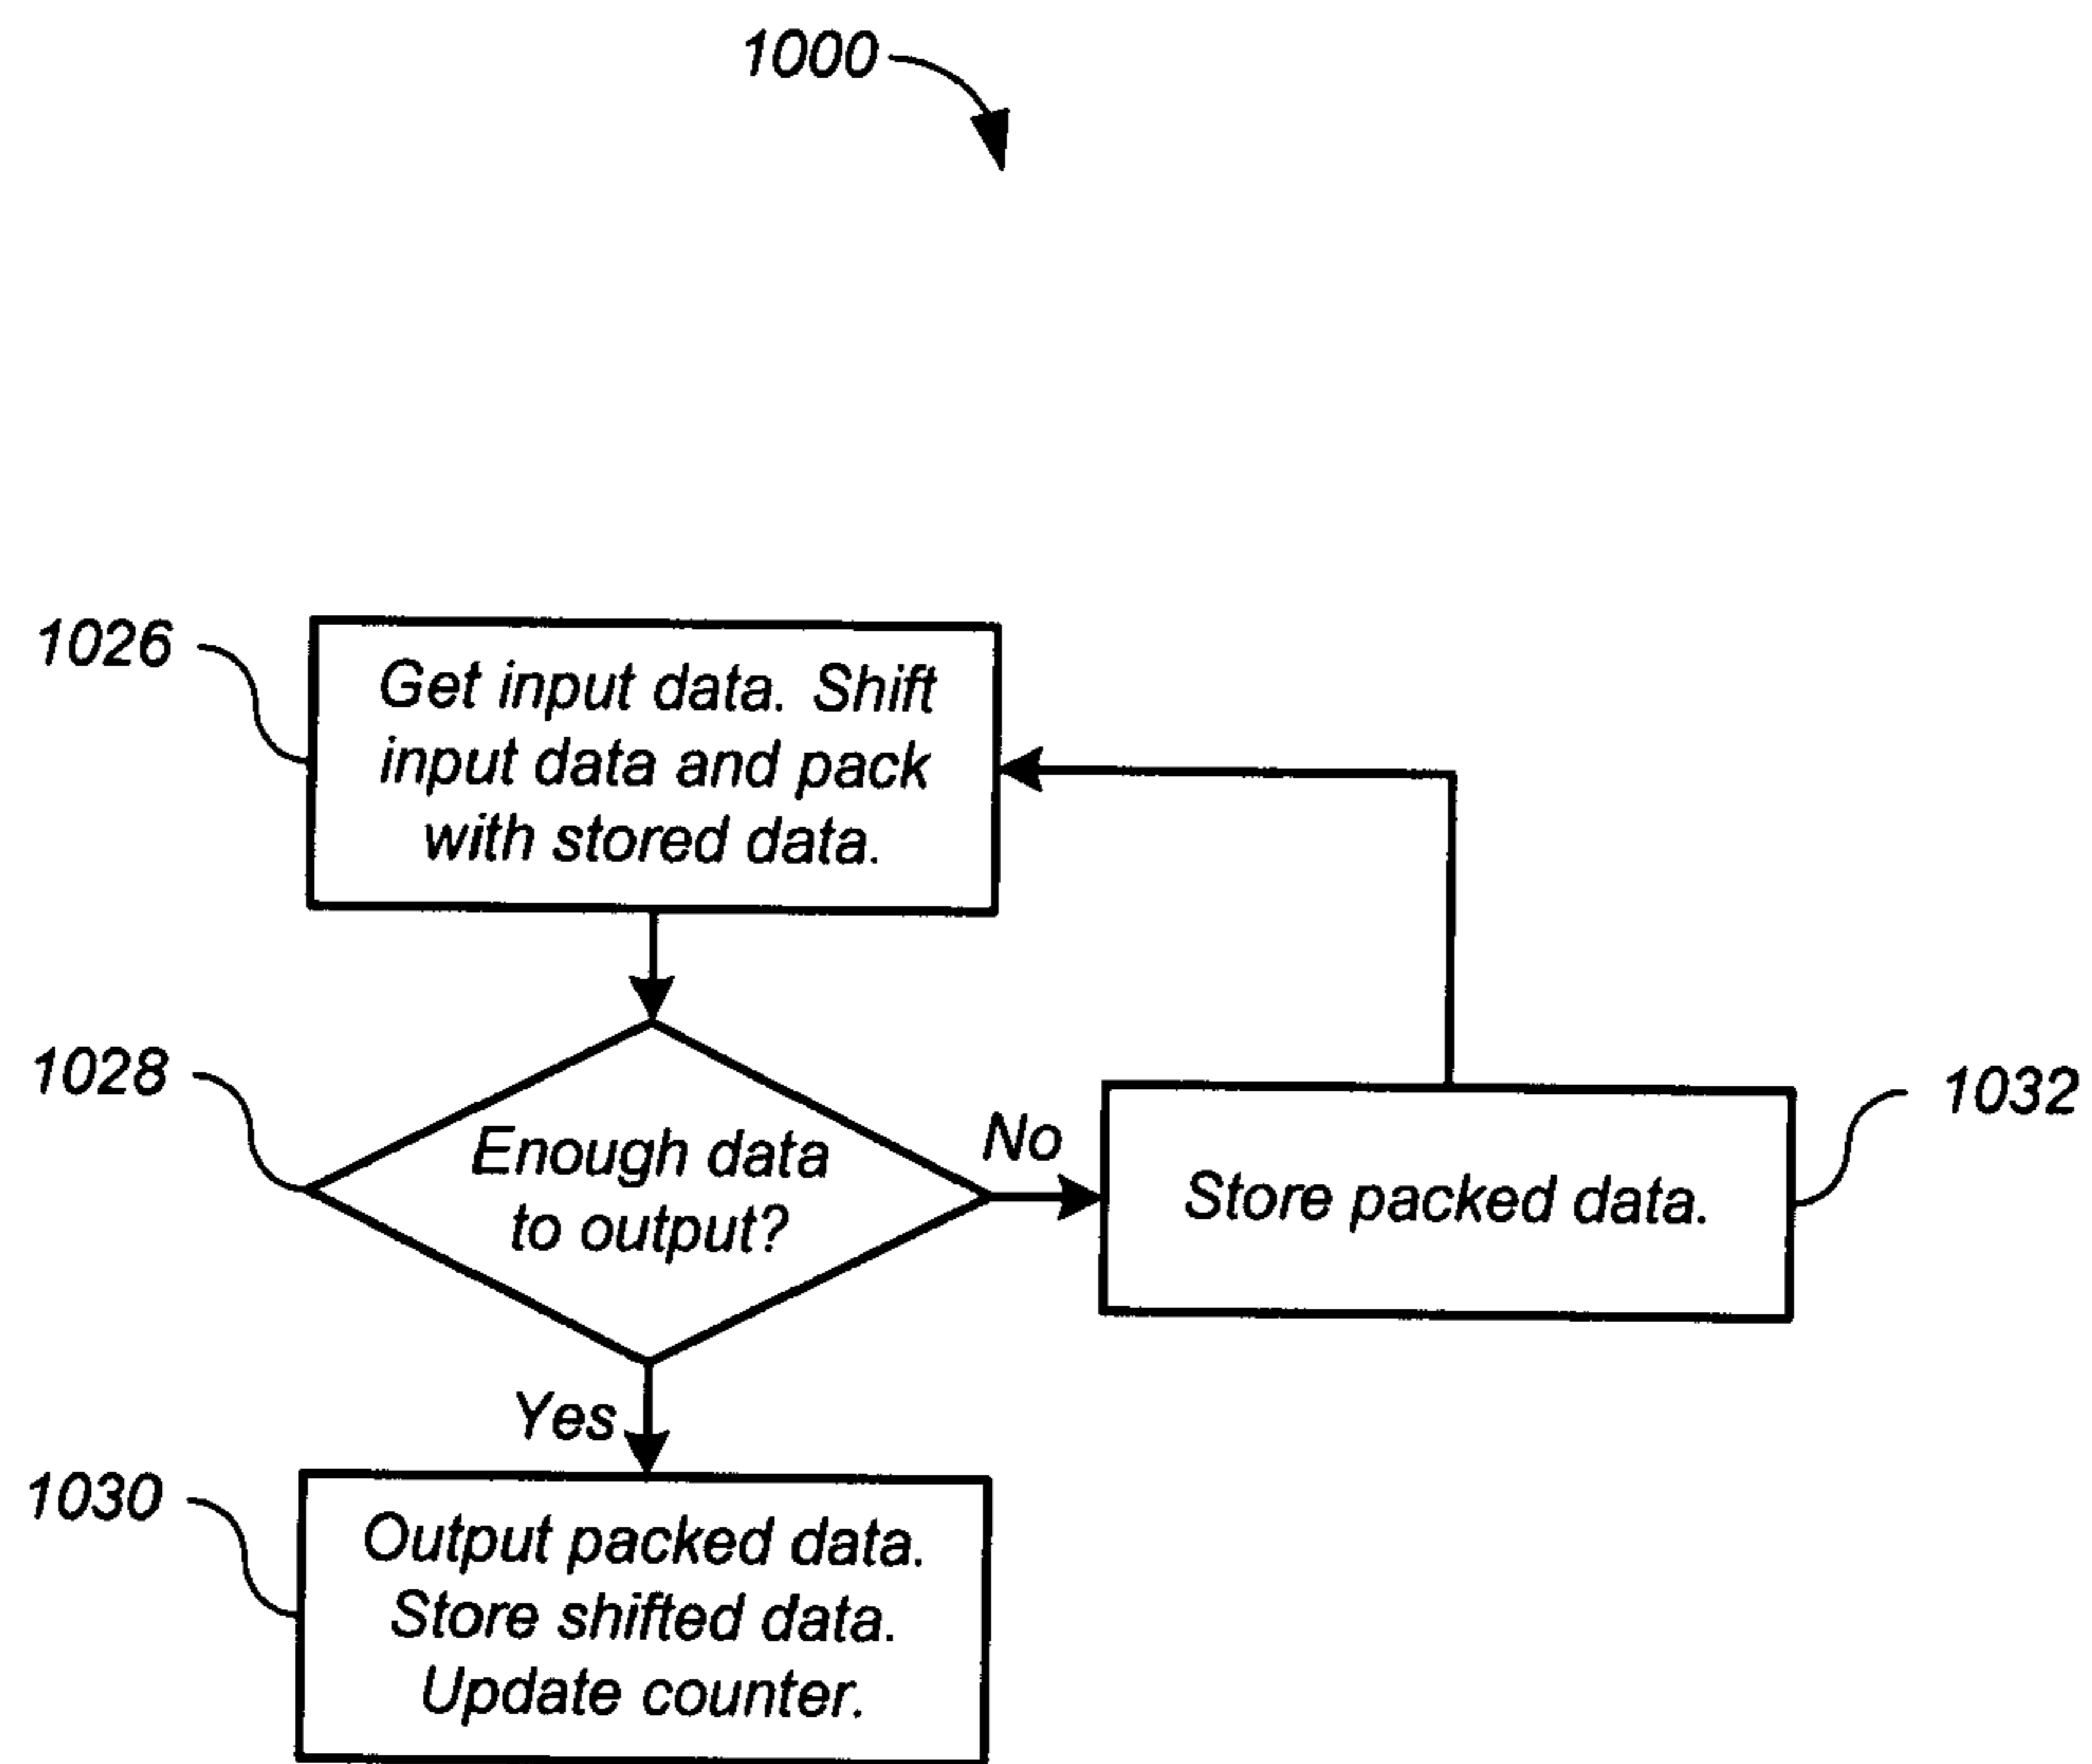 1000
1026
Get input data. Shift
input data and pack
with stored data.
1028
Enough data
to output?
No
1032
Store packed data.
Yes
1030
Output packed data.
Store shifted data.
Update counter.